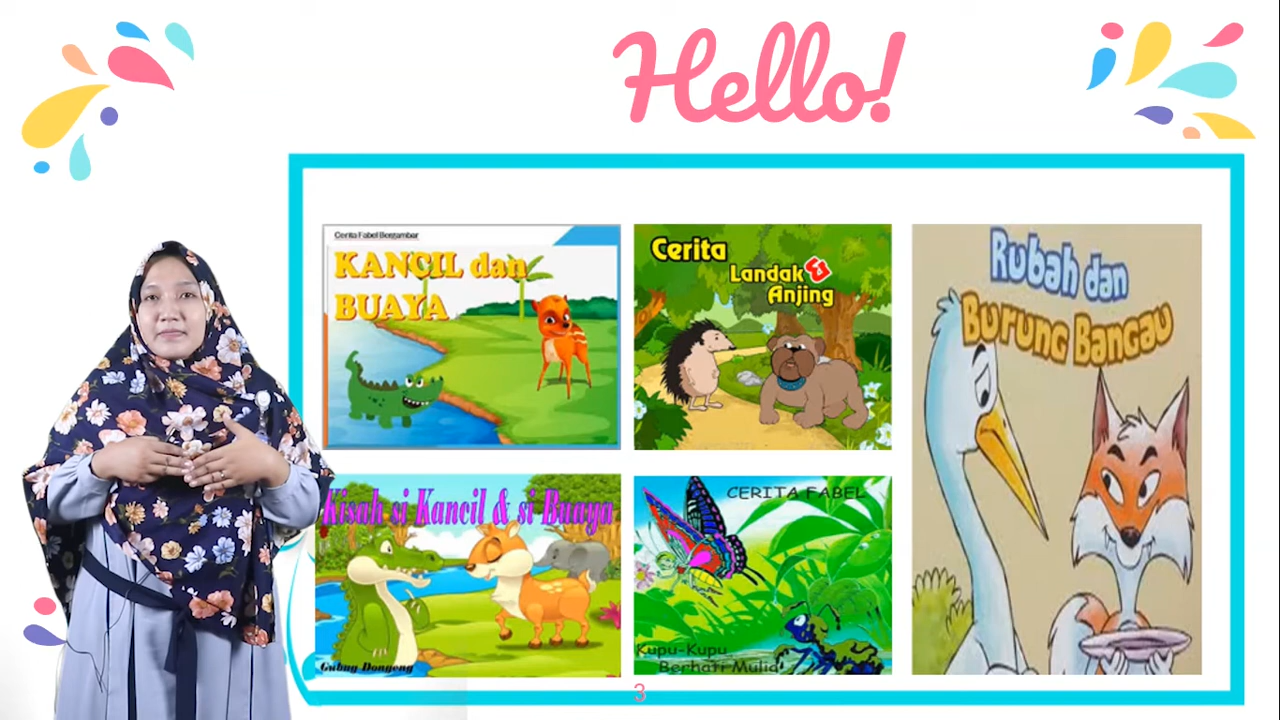 Hello!
Cerita Fabel Bergambar
KANCIL dan
BUAYA
Cerita
Landak &
Anjing
Rubah dan
Burung Bangau
Kisah si Kancil & si Buaya
Gubug Dongeng
CERITA FABEL
Kupu-Kupu
Berhati Mulia
3